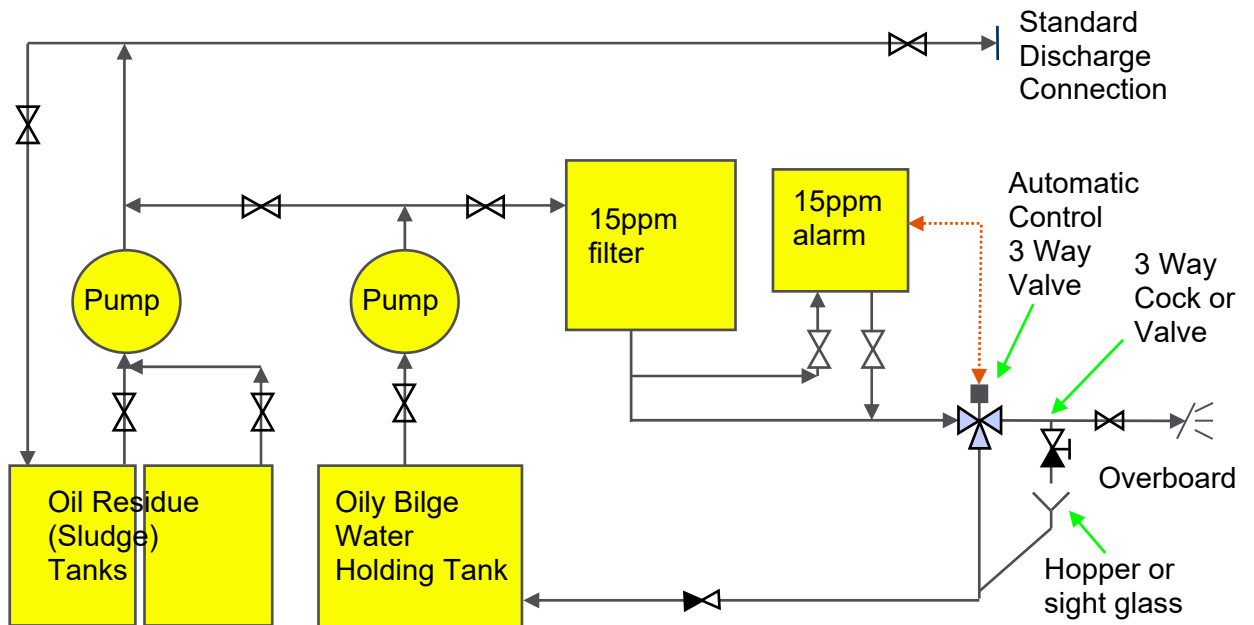 Standard
Discharge
Connection
Automatic
Control
3 Way
Valve
3 Way
Cock or
Valve
15ppm
filter
15ppm
alarm
Pump
Pump
Oil Residue
(Sludge)
Tanks
Oily Bilge
Water
Holding Tank
Overboard
Hopper or
sight glass